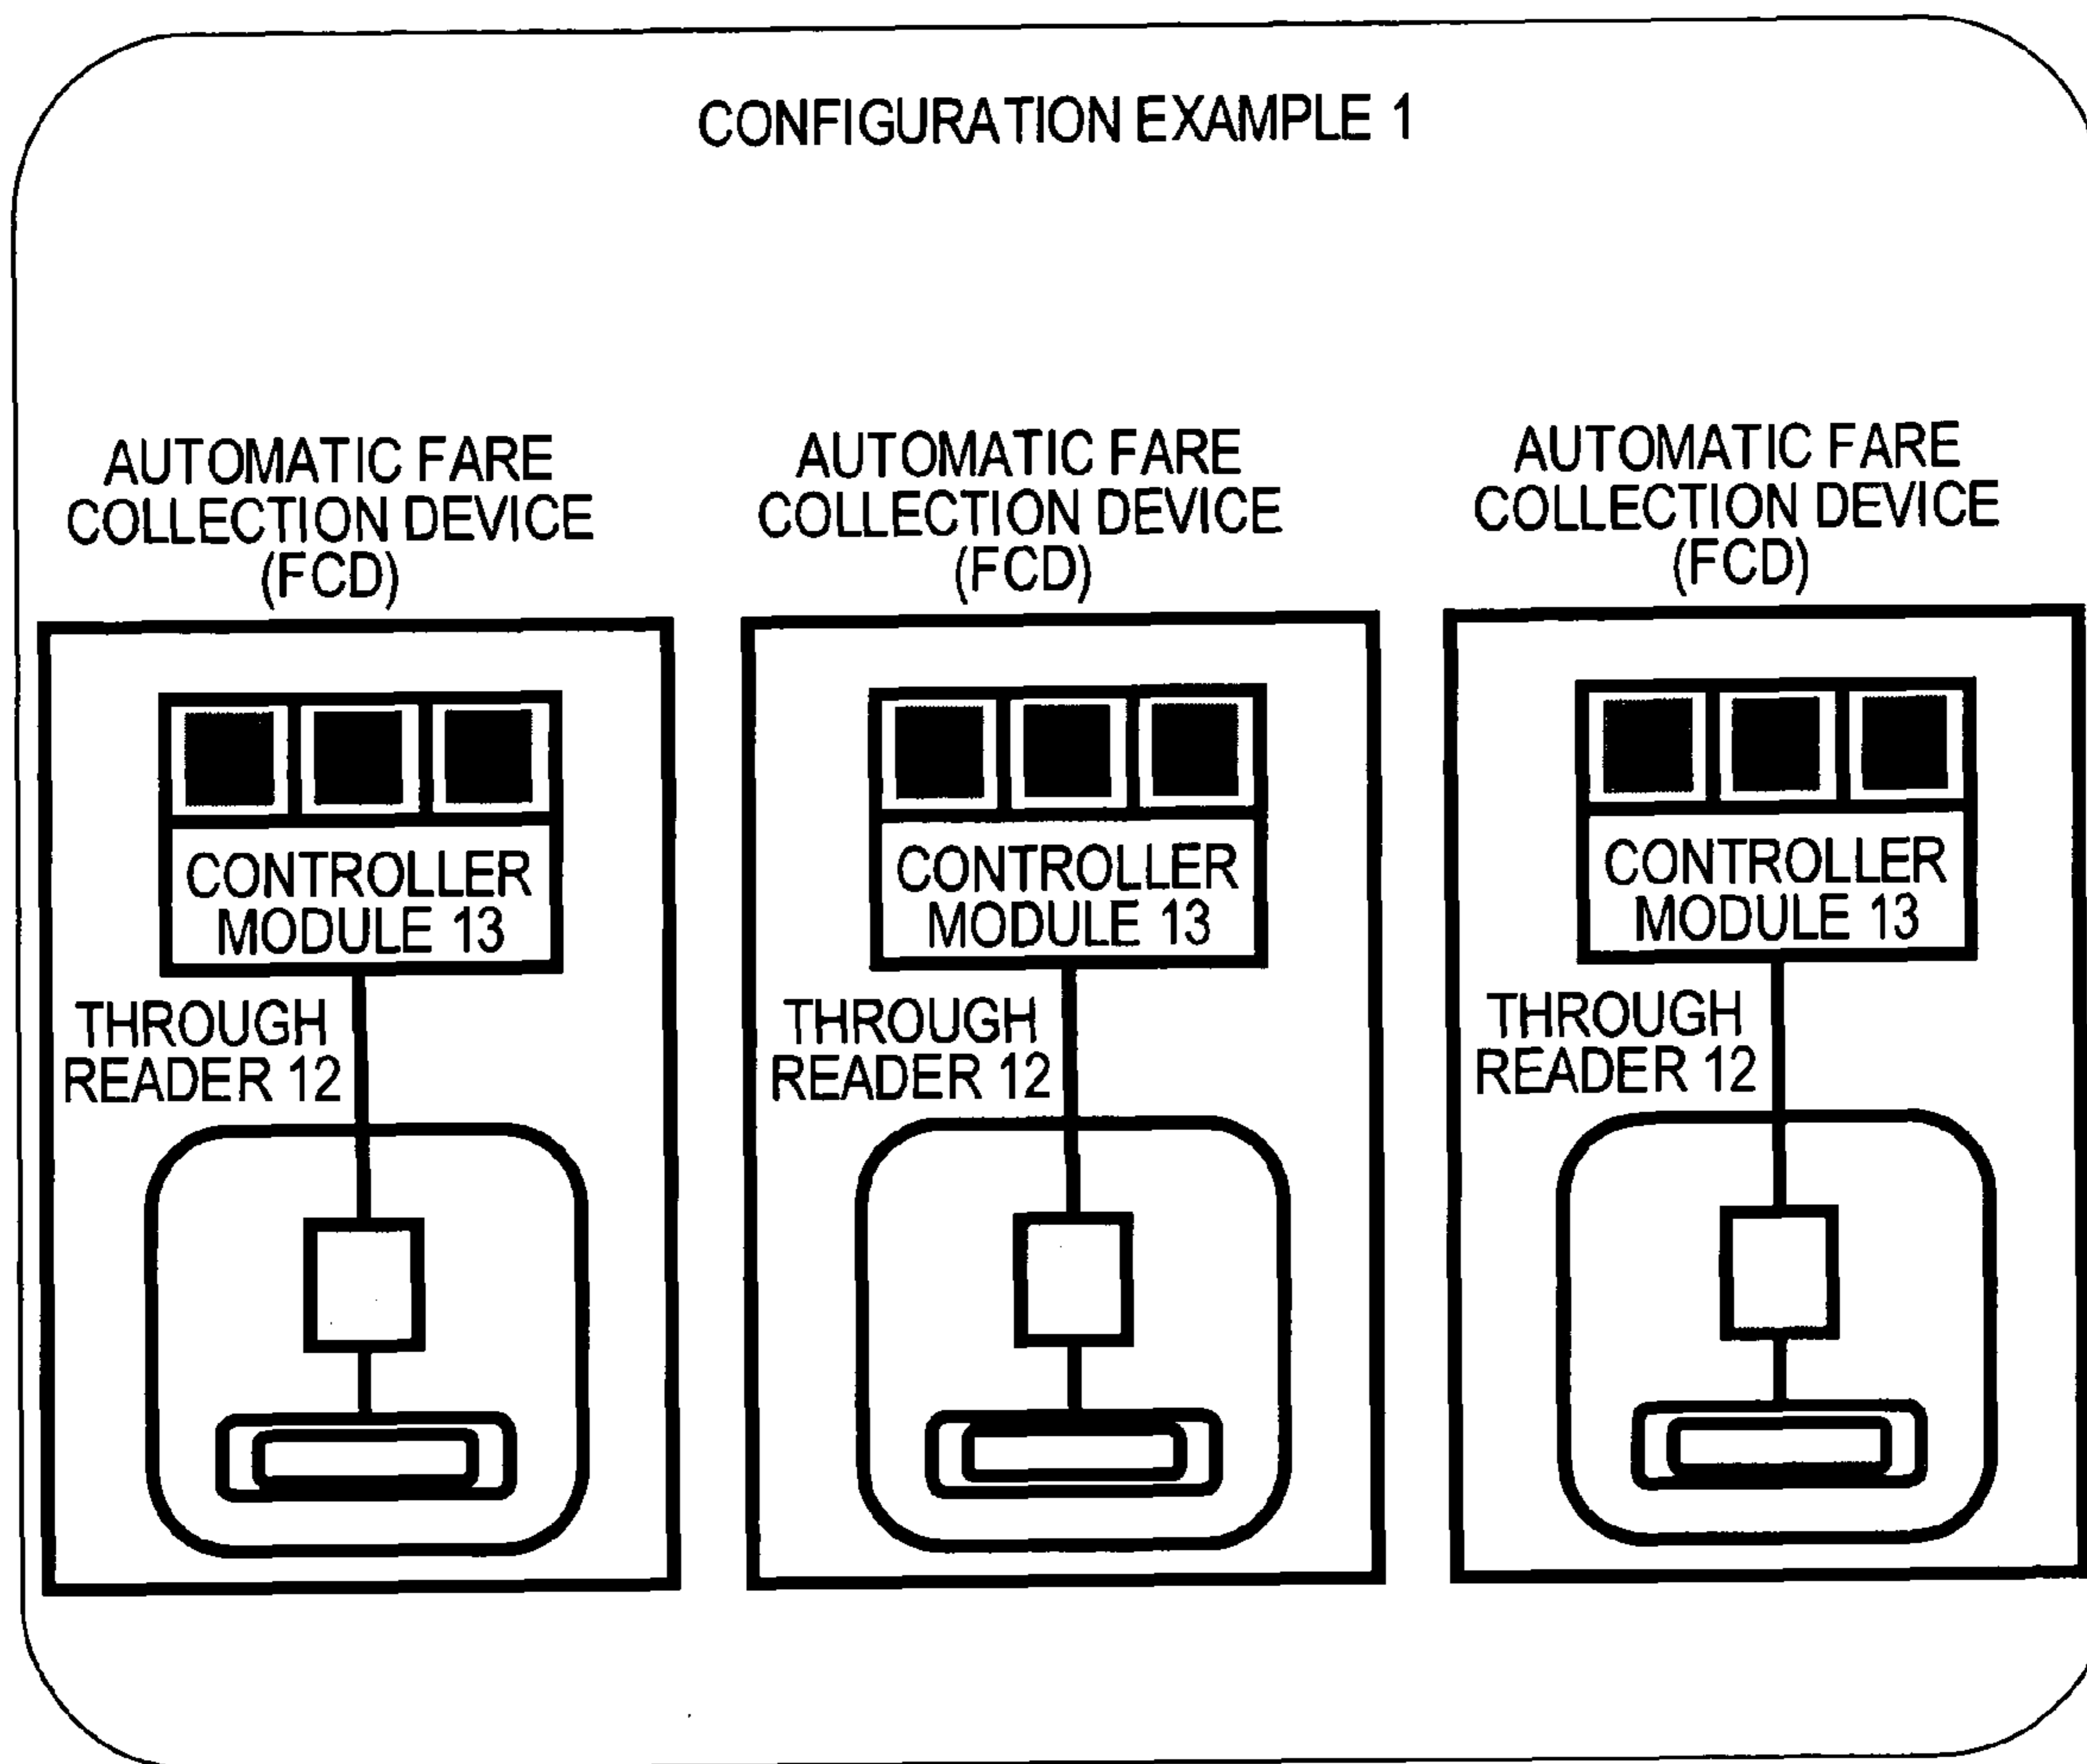 CONFIGURATION EXAMPLE 1
AUTOMATIC FARE
COLLECTION DEVICE
(FCD)
CONTROLLER
MODULE 13
THROUGH
READER 12
AUTOMATIC FARE
COLLECTION DEVICE
(FCD)
CONTROLLER
MODULE 13
THROUGH
READER 12
AUTOMATIC FARE
COLLECTION DEVICE
(FCD)
CONTROLLER
MODULE 13
THROUGH
READER 12